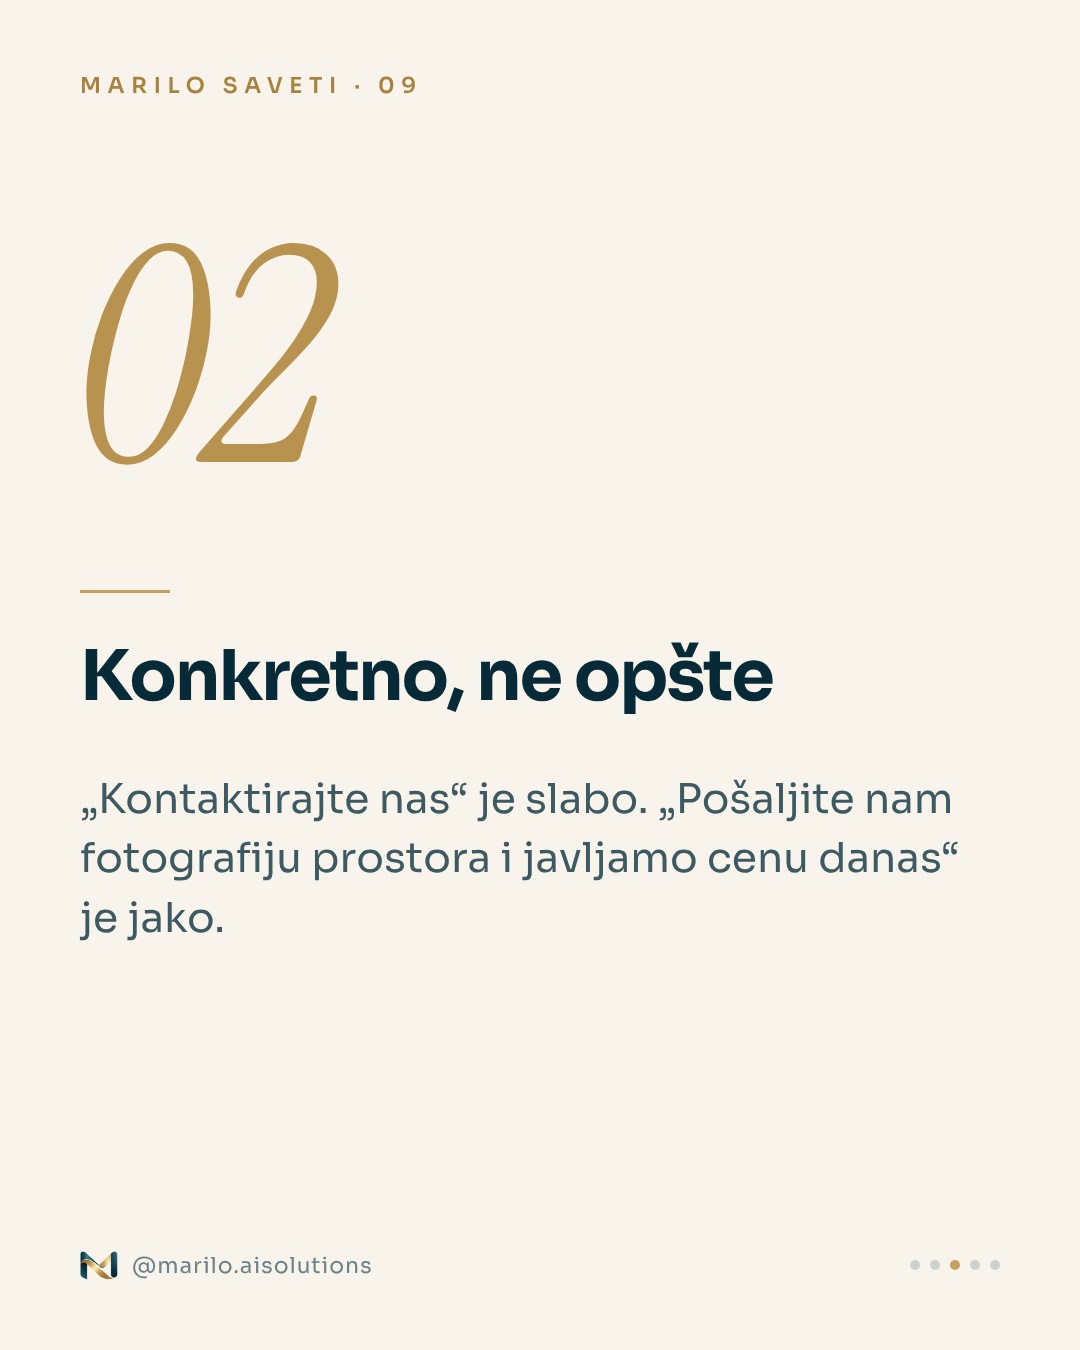 MARILO SAVETI · 09
02
Konkretno, ne opšte
„Kontaktirajte nas“ je slabo. „Pošaljite nam
fotografiju prostora i javljamo cenu danas“
je jako.
@marilo.aisolutions